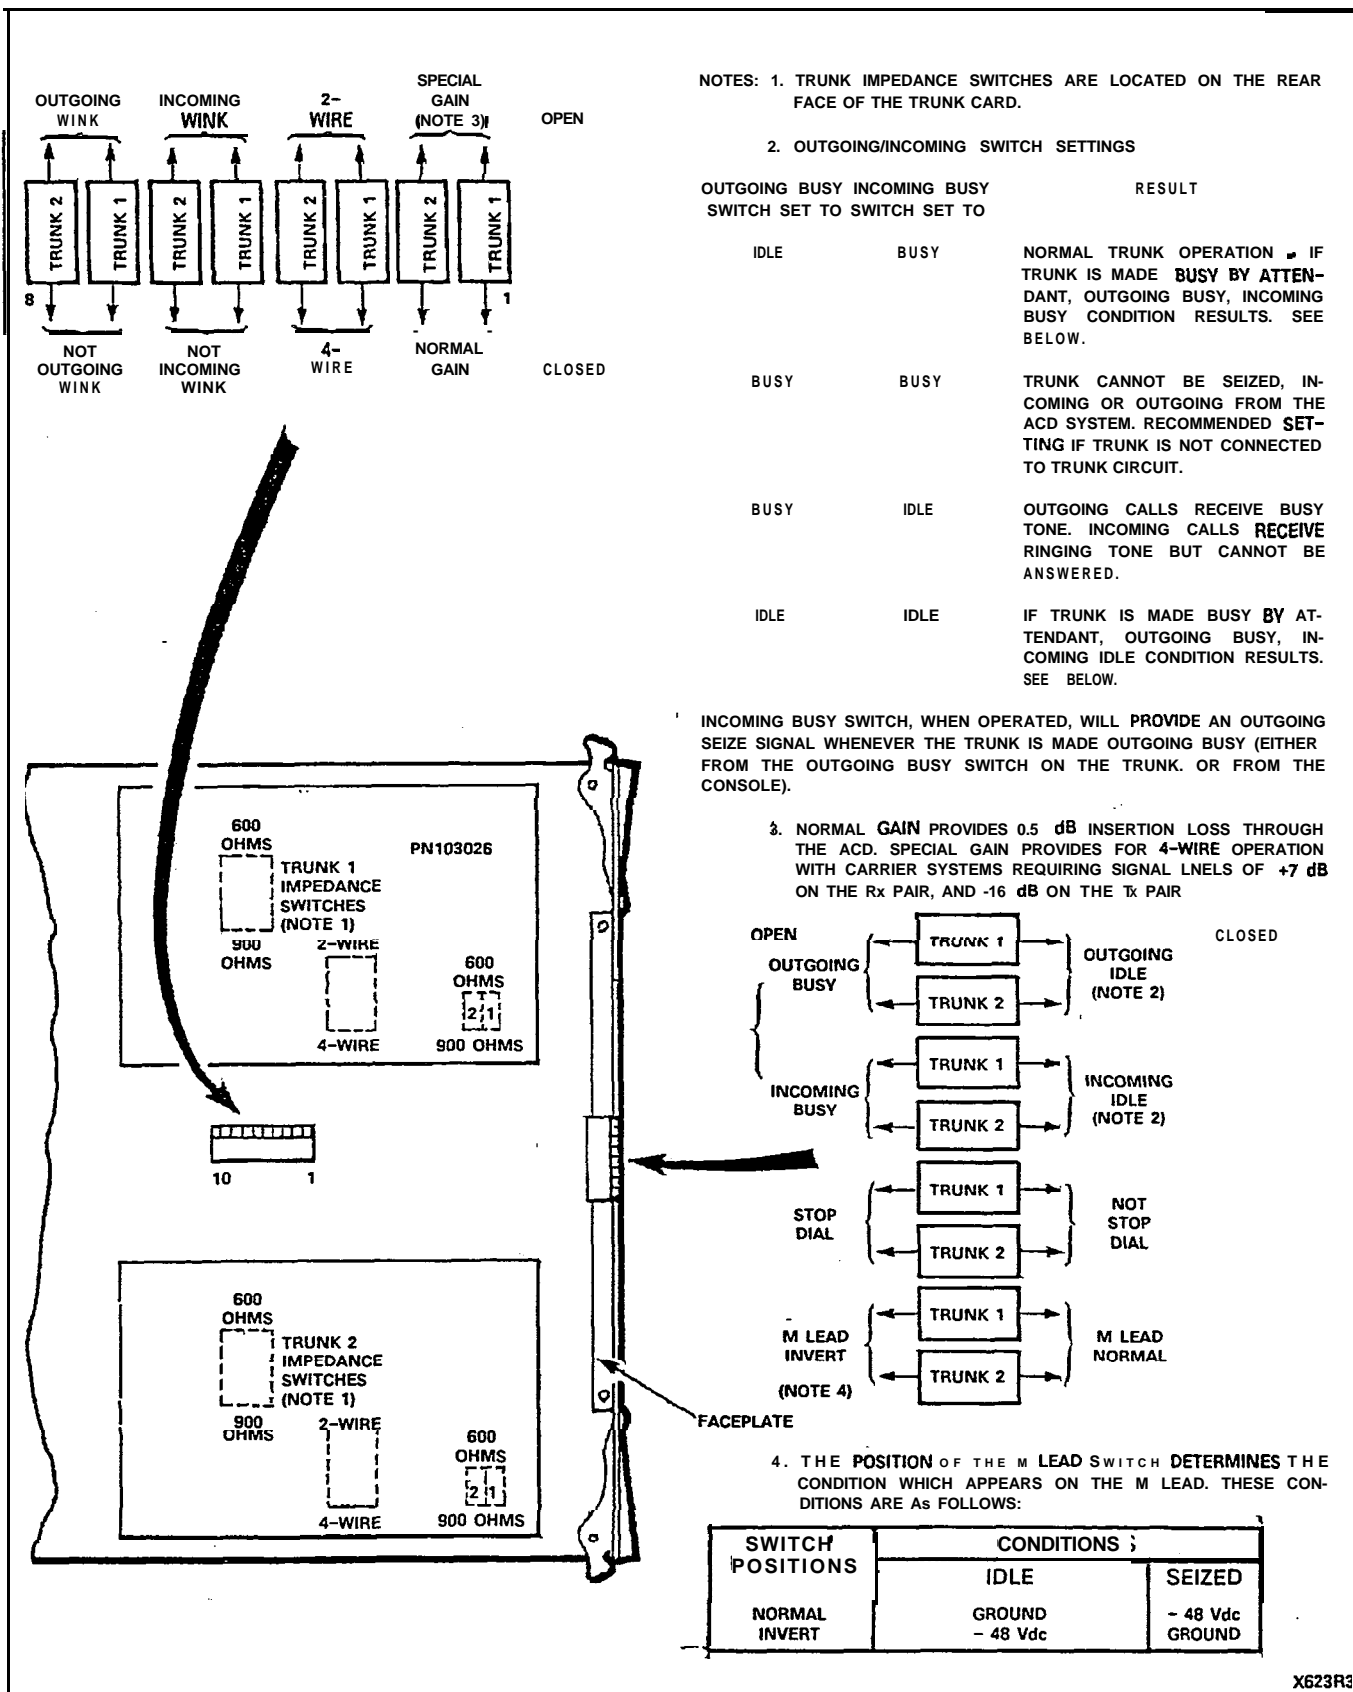 OUTGOING
WINK
INCOMING
WINK
2-
WIRE
SPECIAL
GAIN
(NOTE 3)
OPEN
TRUNK 2
TRUNK 1
TRUNK 2
TRUNK 1
TRUNK 2
TRUNK 1
TRUNK 2
TRUNK 1
8
1
NOT
OUTGOING
WINK
NOT
INCOMING
WINK
4-
WIRE
NORMAL
GAIN
CLOSED
NOTES: 1. TRUNK IMPEDANCE SWITCHES ARE LOCATED ON THE REAR
FACE OF THE TRUNK CARD.
2. OUTGOING/INCOMING SWITCH SETTINGS
OUTGOING BUSY INCOMING BUSY RESULT
SWITCH SET TO SWITCH SET TO
IDLE BUSY NORMAL TRUNK OPERATION - IF
TRUNK IS MADE BUSY BY ATTEN-
DANT, OUTGOING BUSY, INCOMING
BUSY CONDITION RESULTS. SEE
BELOW.
BUSY BUSY TRUNK CANNOT BE SEIZED, IN-
COMING OR OUTGOING FROM THE
ACD SYSTEM. RECOMMENDED SET-
TING IF TRUNK IS NOT CONNECTED
TO TRUNK CIRCUIT.
BUSY IDLE OUTGOING CALLS RECEIVE BUSY
TONE. INCOMING CALLS RECEIVE
RINGING TONE BUT CANNOT BE
ANSWERED.
IDLE IDLE IF TRUNK IS MADE BUSY BY AT-
TENDANT, OUTGOING BUSY, IN-
COMING IDLE CONDITION RESULTS.
SEE BELOW.
INCOMING BUSY SWITCH, WHEN OPERATED, WILL PROVIDE AN OUTGOING
SEIZE SIGNAL WHENEVER THE TRUNK IS MADE OUTGOING BUSY (EITHER
FROM THE OUTGOING BUSY SWITCH ON THE TRUNK. OR FROM THE
CONSOLE).
3. NORMAL GAIN PROVIDES 0.5 dB INSERTION LOSS THROUGH
THE ACD. SPECIAL GAIN PROVIDES FOR 4-WIRE OPERATION
WITH CARRIER SYSTEMS REQUIRING SIGNAL LNELS OF +7 dB
ON THE Rx PAIR, AND -16 dB ON THE Tx PAIR
600
OHMS
PN103026
TRUNK 1
IMPEDANCE
SWITCHES
(NOTE 1)
900
OHMS
2-WIRE
4-WIRE
600
OHMS
2 1
900 OHMS
10 1
600
OHMS
TRUNK 2
IMPEDANCE
SWITCHES
(NOTE 1)
900
OHMS
2-WIRE
4-WIRE
600
OHMS
2 1
900 OHMS
FACEPLATE
OPEN
CLOSED
OUTGOING
BUSY
TRUNK 1
TRUNK 2
OUTGOING
IDLE
(NOTE 2)
INCOMING
BUSY
TRUNK 1
TRUNK 2
INCOMING
IDLE
(NOTE 2)
STOP
DIAL
TRUNK 1
TRUNK 2
NOT
STOP
DIAL
M LEAD
INVERT
(NOTE 4)
TRUNK 1
TRUNK 2
M LEAD
NORMAL
4. THE POSITION OF THE M LEAD SWITCH DETERMINES THE
CONDITION WHICH APPEARS ON THE M LEAD. THESE CON-
DITIONS ARE As FOLLOWS:
SWITCH
POSITIONS
CONDITIONS
IDLE SEIZED
NORMAL GROUND - 48 Vdc
INVERT - 48 Vdc GROUND
X623R3